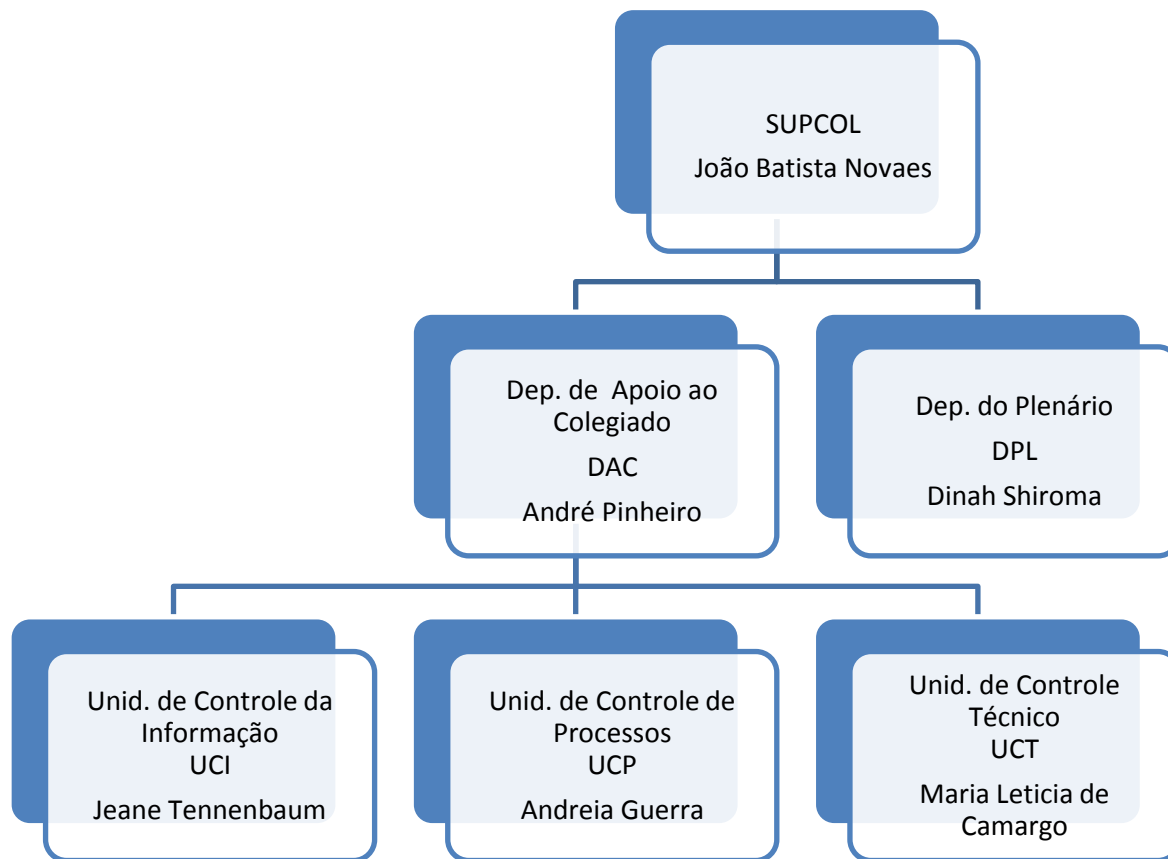 SUPCOL
João Batista Novaes
Dep. de Apoio ao
Colegiado
DAC
André Pinheiro
Dep. do Plenário
DPL
Dinah Shiroma
Unid. de Controle da
Informação
UCI
Jeane Tennenbaum
Unid. de Controle de
Processos
UCP
Andreia Guerra
Unid. de Controle
Técnico
UCT
Maria Leticia de
Camargo